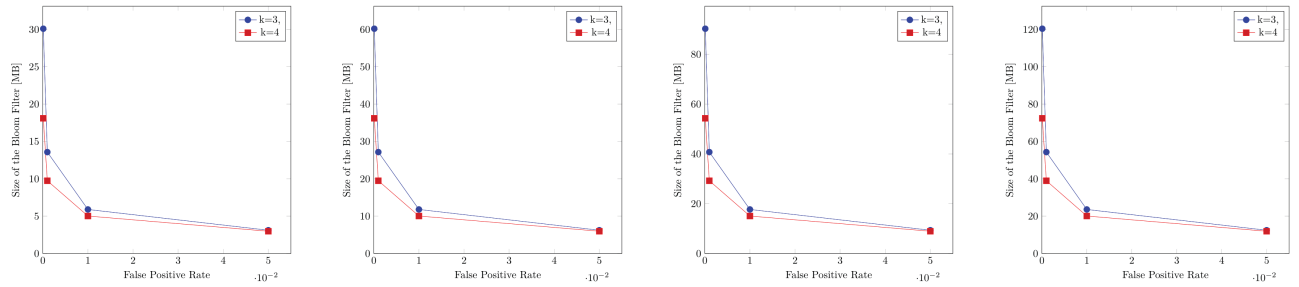 30
25
20
15
10
5
0
Size of the Bloom Filter [MB]
k=3,
k=4
0 1 2 3 4 5
False Positive Rate
·10−2
60
50
40
30
20
10
0
Size of the Bloom Filter [MB]
k=3,
k=4
0 1 2 3 4 5
False Positive Rate
·10−2
80
60
40
20
0
Size of the Bloom Filter [MB]
k=3,
k=4
0 1 2 3 4 5
False Positive Rate
·10−2
120
100
80
60
40
20
0
Size of the Bloom Filter [MB]
k=3,
k=4
0 1 2 3 4 5
False Positive Rate
·10−2